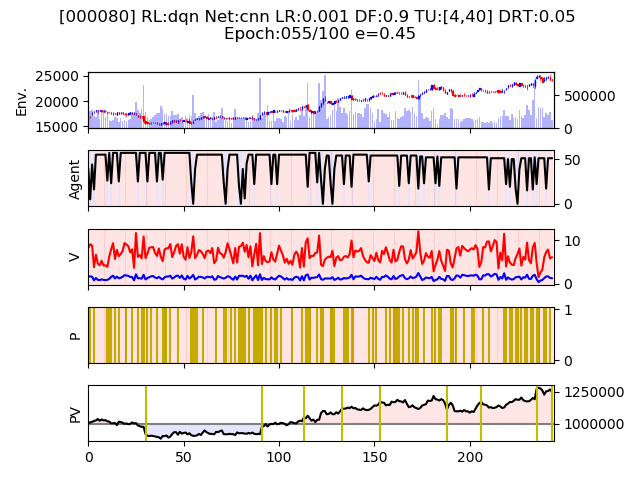 [000080] RL:dqn Net:cnn LR:0.001 DF:0.9 TU:[4,40] DRT:0.05
Epoch:055/100 e=0.45
Env.
25000
20000
15000
500000
0
Agent
50
0
V
10
0
P
1
0
PV
1250000
1000000
0
50
100
150
200